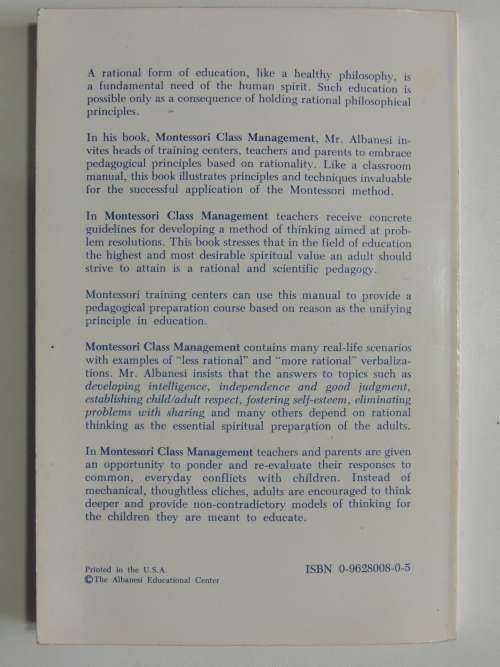 A rational form of education, like a healthy philosophy, is
a fundamental need of the human spirit. Such education is
possible only as a consequence of holding rational philosophical
principles.
In his book, Montessori Class Management, Mr. Albanesi in-
vites heads of training centers, teachers and parents to embrace
pedagogical principles based on rationality. Like a classroom
manual, this book illustrates principles and techniques invaluable
for the successful application of the Montessori method.
In Montessori Class Management teachers receive concrete
guidelines for developing a method of thinking aimed at prob-
lem resolutions. This book stresses that in the field of education
the highest and most desirable spiritual value an adult should
strive to attain is a rational and scientific pedagogy.
Montessori training centers can use this manual to provide a
pedagogical preparation course based on reason as the unifying
principle in education.
Montessori Class Management contains many real-life scenarios
with examples of “less rational” and “more rational” verbaliza-
tions. Mr. Albanesi insists that the answers to topics such as
developing intelligence, independence and good judgment,
establishing child/adult respect, fostering self-esteem, eliminating
problems with sharing and many others depend on rational
thinking as the essential spiritual preparation of the adults.
In Montessori Class Management teachers and parents are given
an opportunity to ponder and re-evaluate their responses to
common, everyday conflicts with children. Instead of
mechanical, thoughtless cliches, adults are encouraged to think
deeper and provide non-contradictory models of thinking for
the children they are meant to educate.
Printed in the U.S.A.
©The Albanesi Educational Center
ISBN 0-9628008-0-5